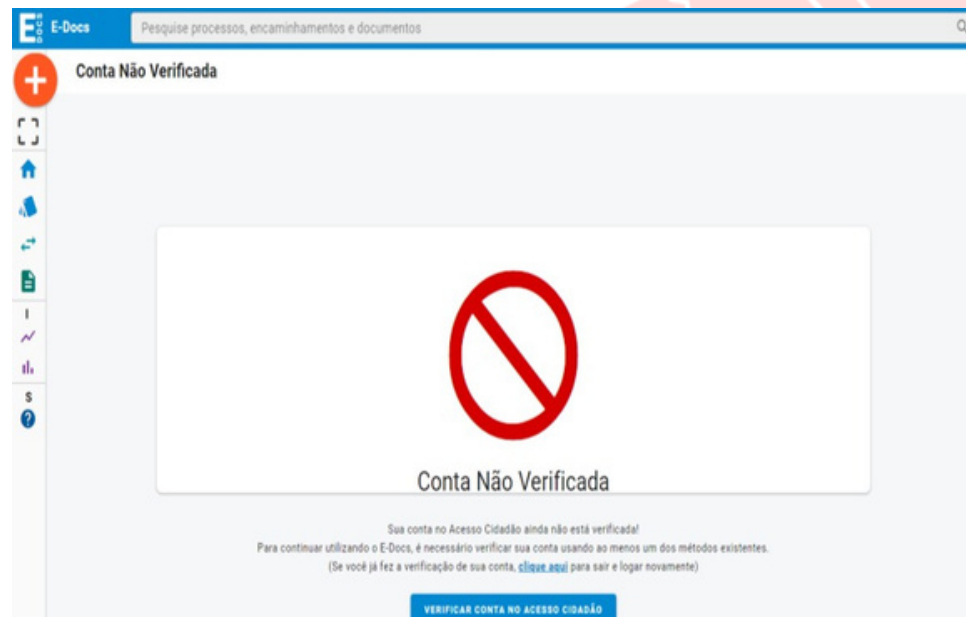 E DOCS E-Docs Pesquise processos, encaminhamentos e documentos
Conta Não Verificada
I
S
?
Conta Não Verificada
Sua conta no Acesso Cidadão ainda não está verificada!
Para continuar utilizando o E-Docs, é necessário verificar sua conta usando ao menos um dos métodos existentes.
(Se você já fez a verificação de sua conta, clique aqui para sair e logar novamente)
VERIFICAR CONTA NO ACESSO CIDADÃO